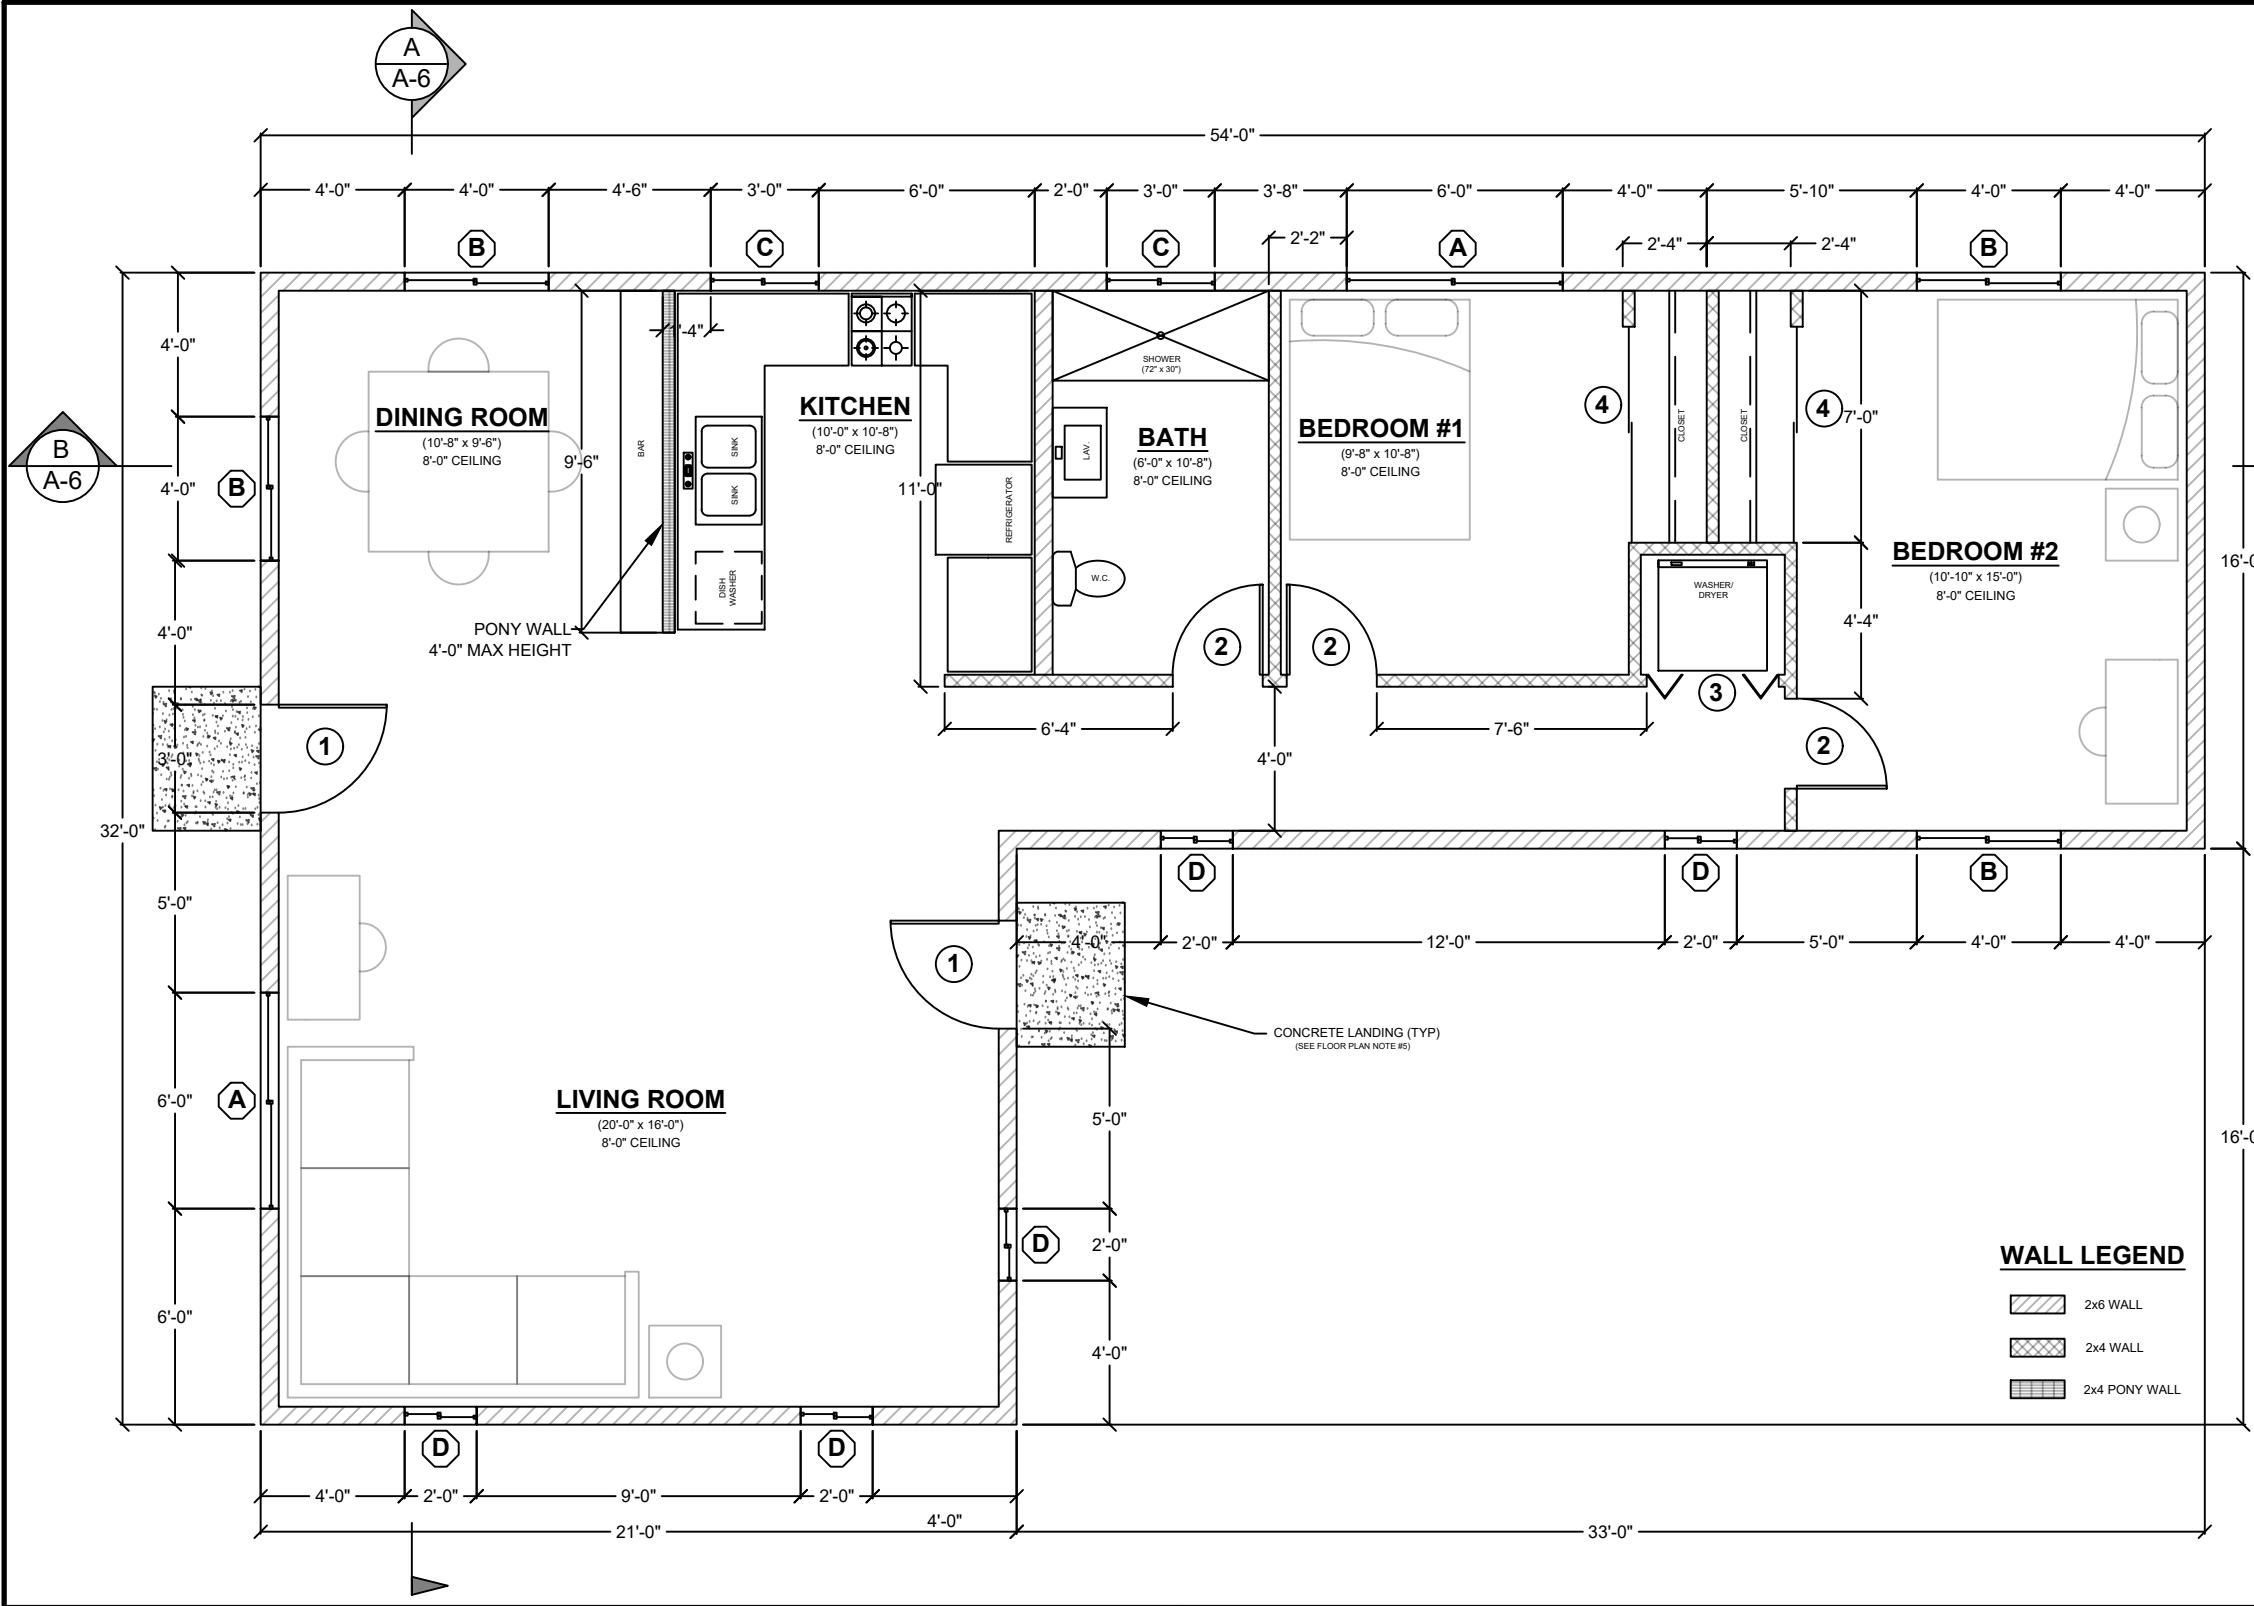 A
A-6
54'-0"
4'-0"
4'-0"
4'-6"
3'-0"
6'-0"
2'-0"
3'-0"
3'-8"
6'-0"
4'-0"
5'-10"
4'-0"
4'-0"
2'-2"
2'-4"
2'-4"
B
C
C
A
B
4'-0"
4'-0"
4'-0"
3'-0"
5'-0"
6'-0"
6'-0"
32'-0"
B
A-6
B
A
DINING ROOM
(10'-8" x 9'-6")
8'-0" CEILING
9'-6"
BAR
'-4"
PONY WALL
4'-0" MAX HEIGHT
KITCHEN
(10'-0" x 10'-8")
8'-0" CEILING
SINK
SINK
DISH
WASHER
11'-0"
REFRIGERATOR
SHOWER
(72" x 30")
BATH
(6'-0" x 10'-8")
8'-0" CEILING
LAV.
W.C.
BEDROOM #1
(9'-8" x 10'-8")
8'-0" CEILING
4
CLOSET
CLOSET
4
7'-0"
BEDROOM #2
(10'-10" x 15'-0")
8'-0" CEILING
WASHER/
DRYER
4'-4"
16'-0
2
2
3
2
1
6'-4"
7'-6"
4'-0"
D
D
B
4'-0"
2'-0"
12'-0"
2'-0"
5'-0"
4'-0"
4'-0"
1
CONCRETE LANDING (TYP)
(SEE FLOOR PLAN NOTE #5)
LIVING ROOM
(20'-0" x 16'-0")
8'-0" CEILING
5'-0"
16'-0
D
2'-0"
4'-0"
WALL LEGEND
2x6 WALL
2x4 WALL
2x4 PONY WALL
D
D
4'-0"
2'-0"
9'-0"
2'-0"
4'-0"
21'-0"
33'-0"